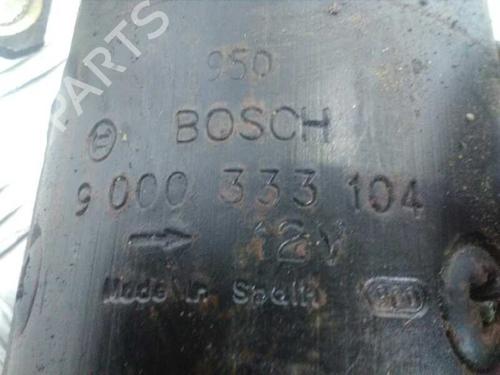 B PARTS
950
BOSCH
9 000 333 104
12V
Made in Spain